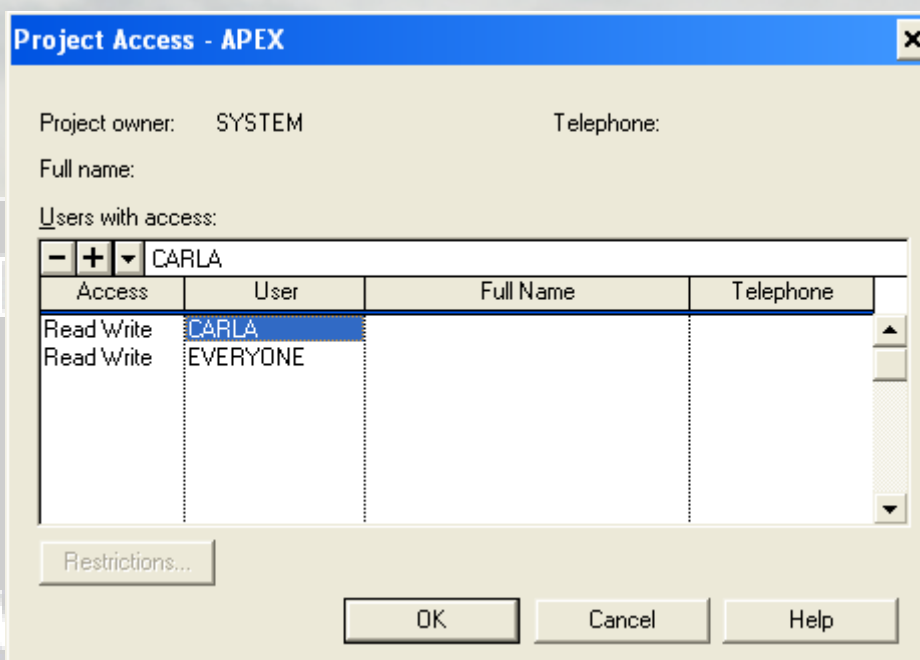 Project Access - APEX
Project owner: SYSTEM Telephone:
Full name:
Users with access:
CARLA
Access User Full Name Telephone
Read Write CARLA
Read Write EVERYONE
Restrictions...
OK Cancel Help